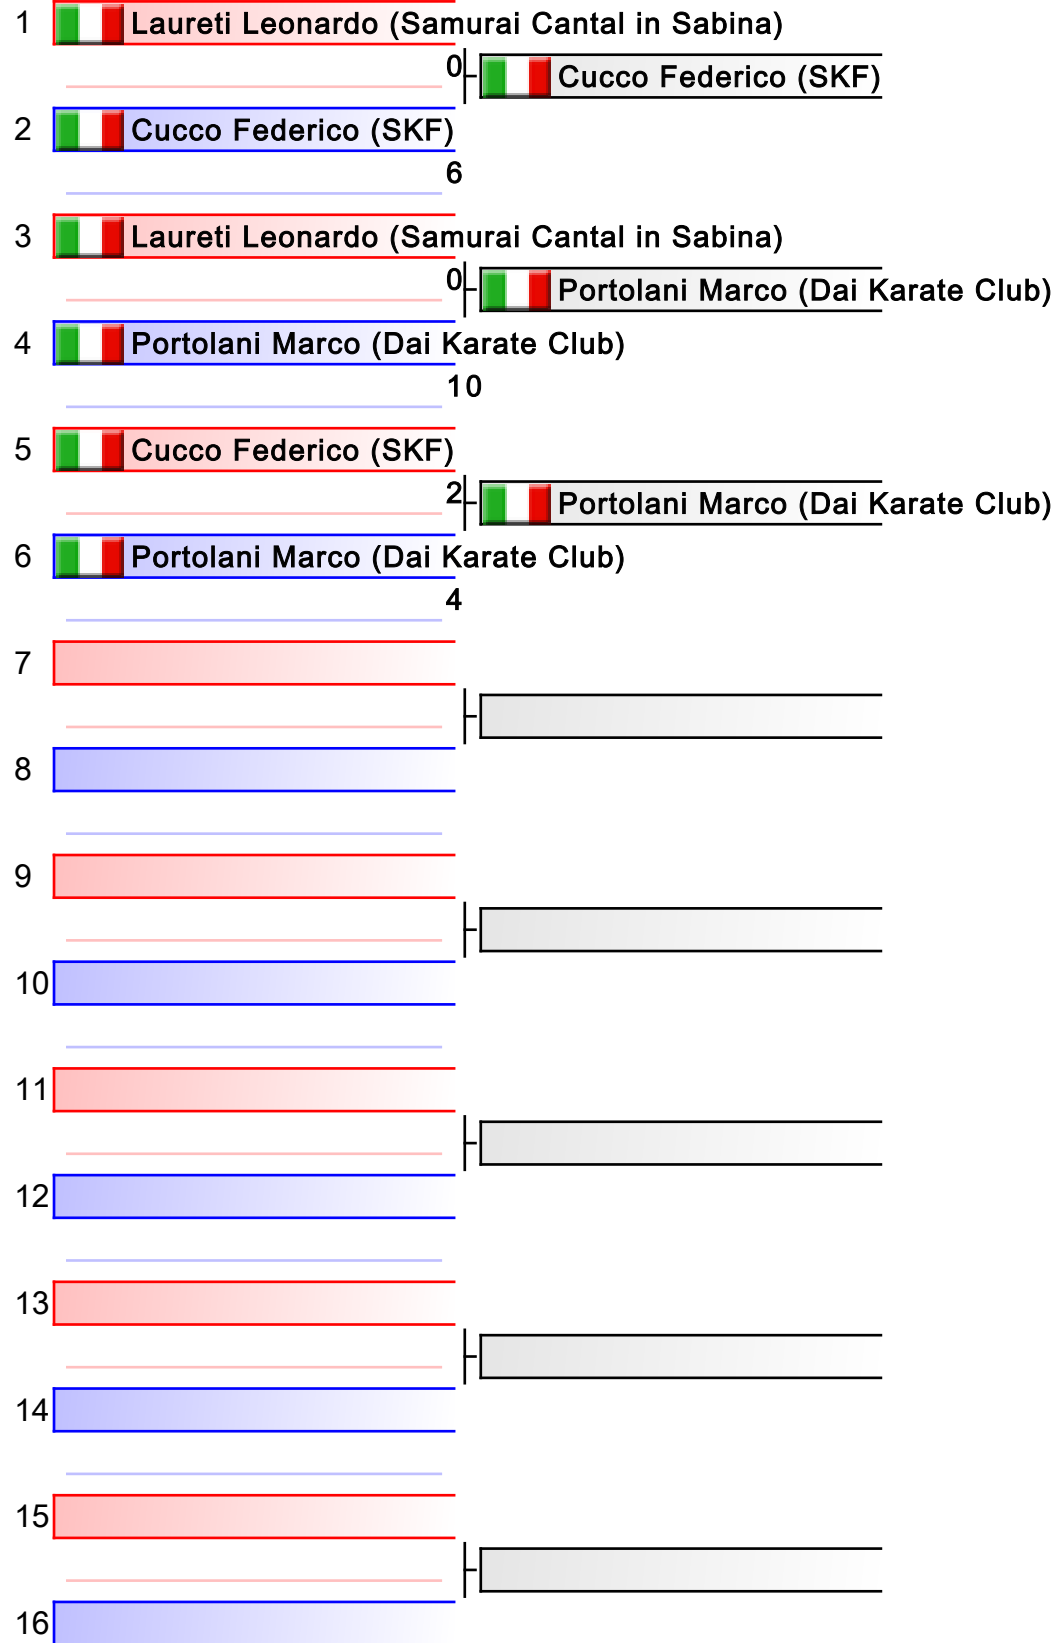 1 Laureti Leonardo (Samurai Cantal in Sabina)
0 Cucco Federico (SKF)
2 Cucco Federico (SKF)
6
3 Laureti Leonardo (Samurai Cantal in Sabina)
0 Portolani Marco (Dai Karate Club)
4 Portolani Marco (Dai Karate Club)
10
5 Cucco Federico (SKF)
2 Portolani Marco (Dai Karate Club)
6 Portolani Marco (Dai Karate Club)
4
7
8
9
10
11
12
13
14
15
16